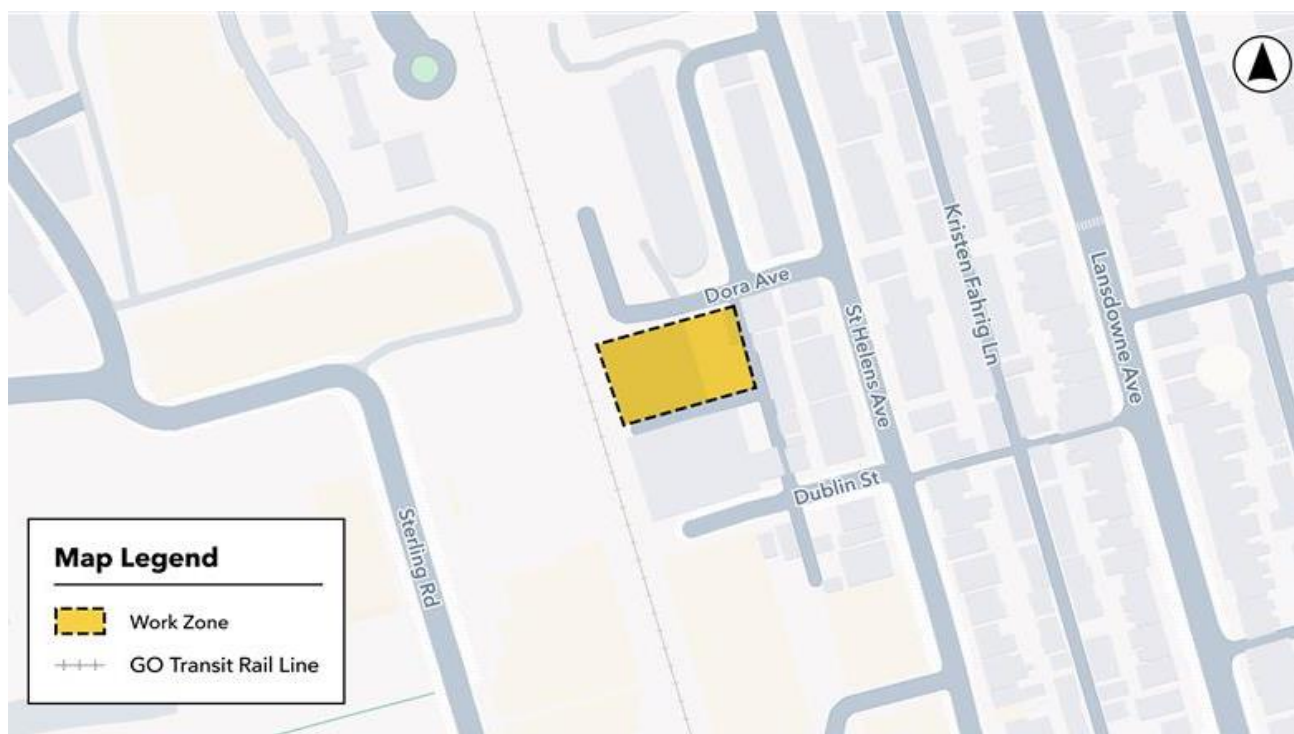 Dora Ave
Kristen Fahrig Ln
Lansdowne Ave
St Helens Ave
Dublin St
Sterling Rd
Map Legend
Work Zone
GO Transit Rail Line